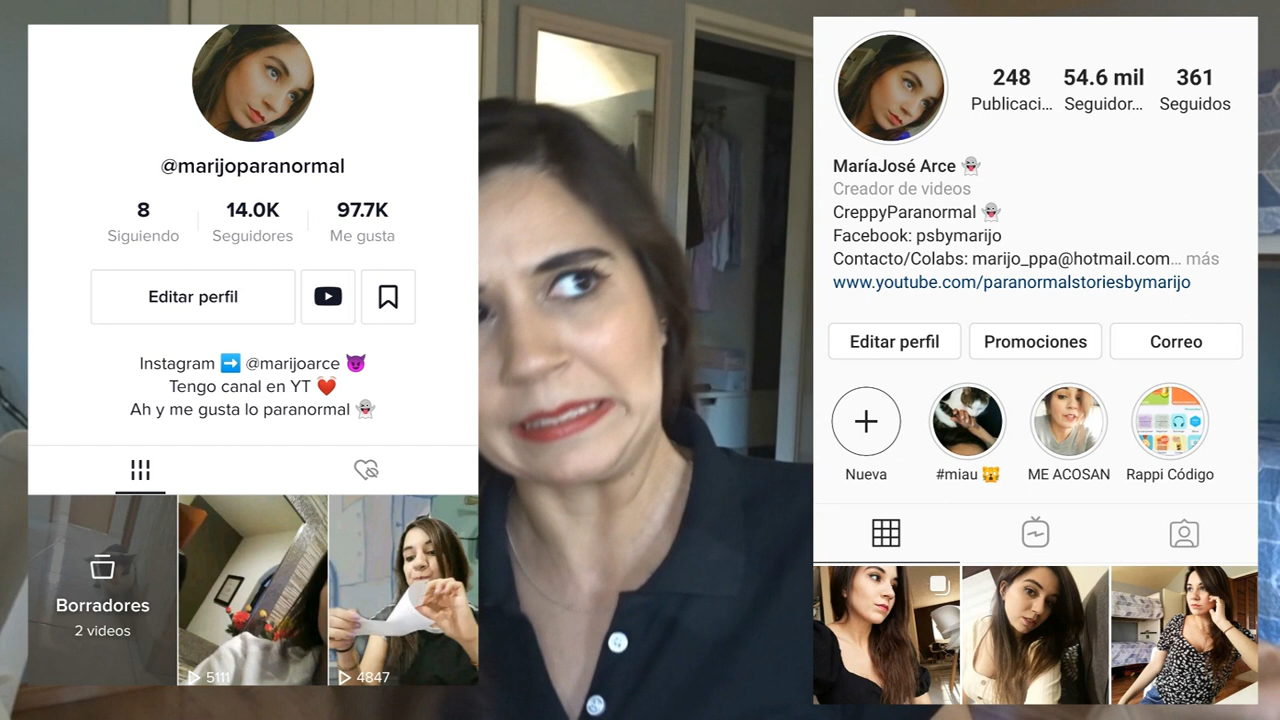 @marijoparanormal
8 14.0K 97.7K
Siguiendo Seguidores Me gusta
Editar perfil
Instagram ➡️ @marijoarce 😈
Tengo canal en YT ❤️
Ah y me gusta lo paranormal 👻
Borradores
2 videos
5111
4847
248 54.6 mil 361
Publicaci... Seguidor... Seguidos
MaríaJosé Arce 👻
Creador de videos
CreppyParanormal 👻
Facebook: psbymarijo
Contacto/Colabs: marijo_ppa@hotmail.com... más
www.youtube.com/paranormalstoriesbymarijo
Editar perfil Promociones Correo
Nueva #miau 🐯 ME ACOSAN Rappi Código